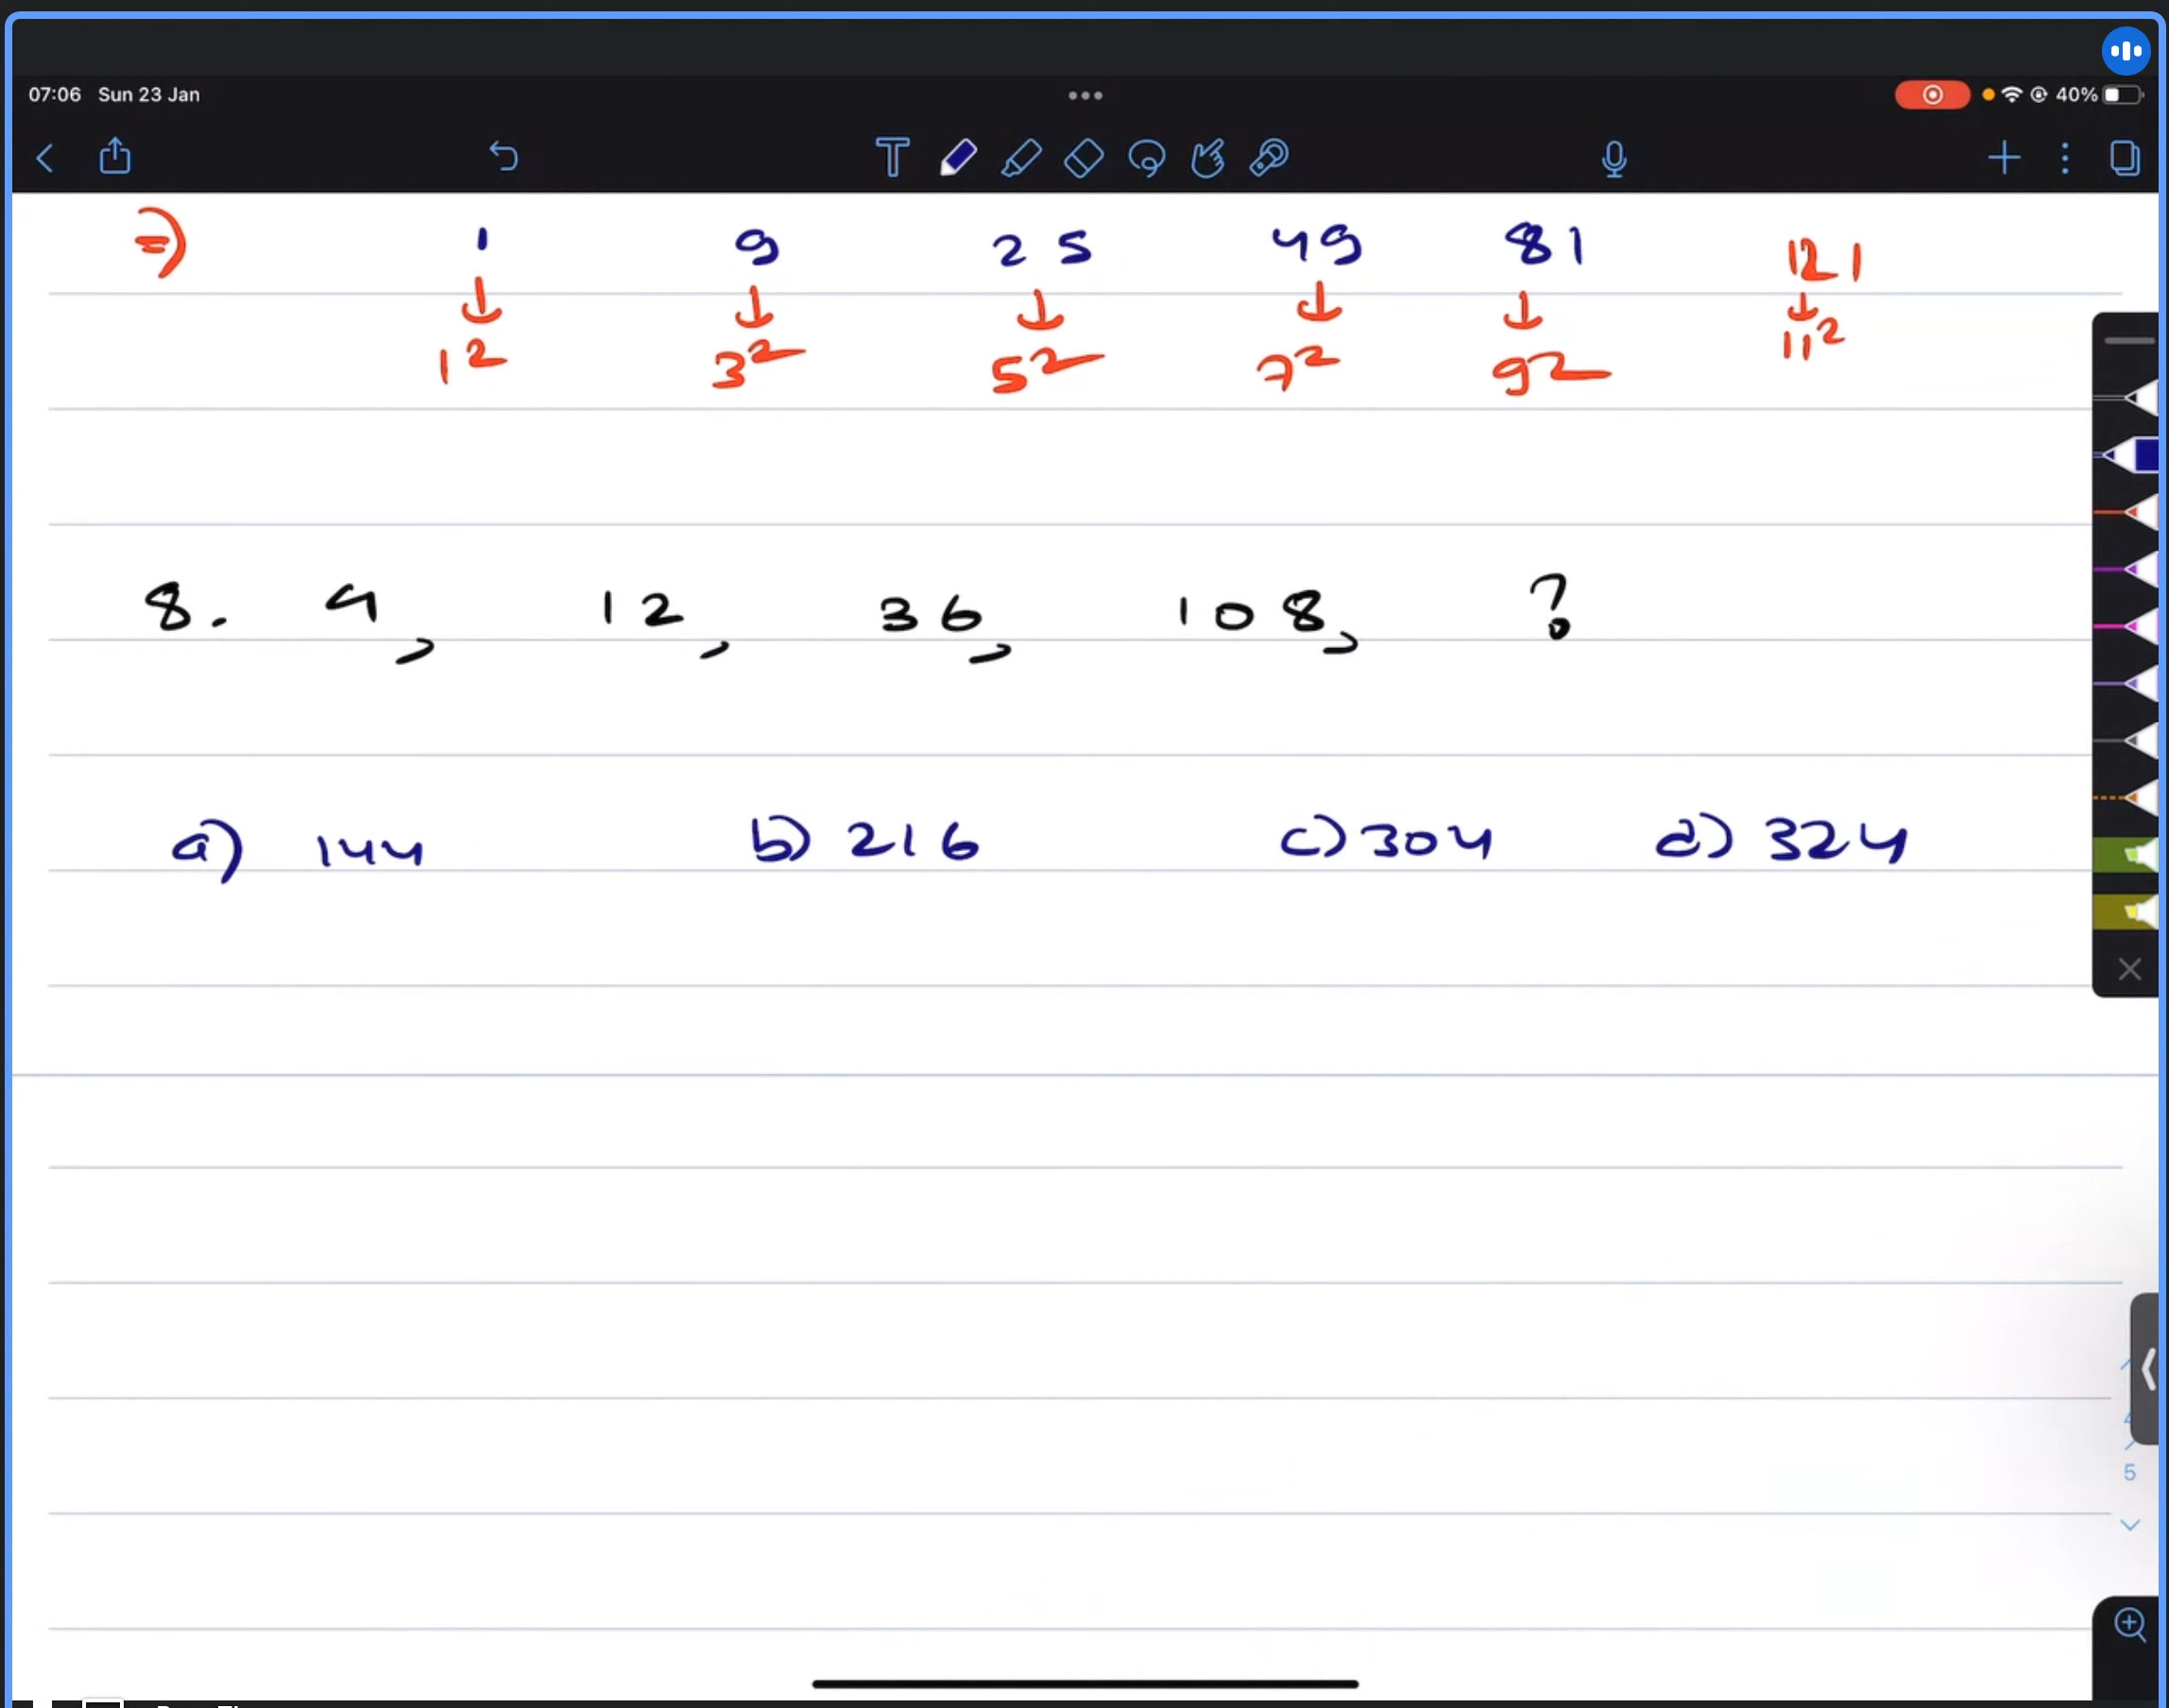 07:06 Sun 23 Jan 40%
=) 1 9 25 49 81 121
1² 3² 5² 7² 9² 11²
8. 4, 12, 36, 108, ?
a) 144 b) 216 c) 304 d) 324
5